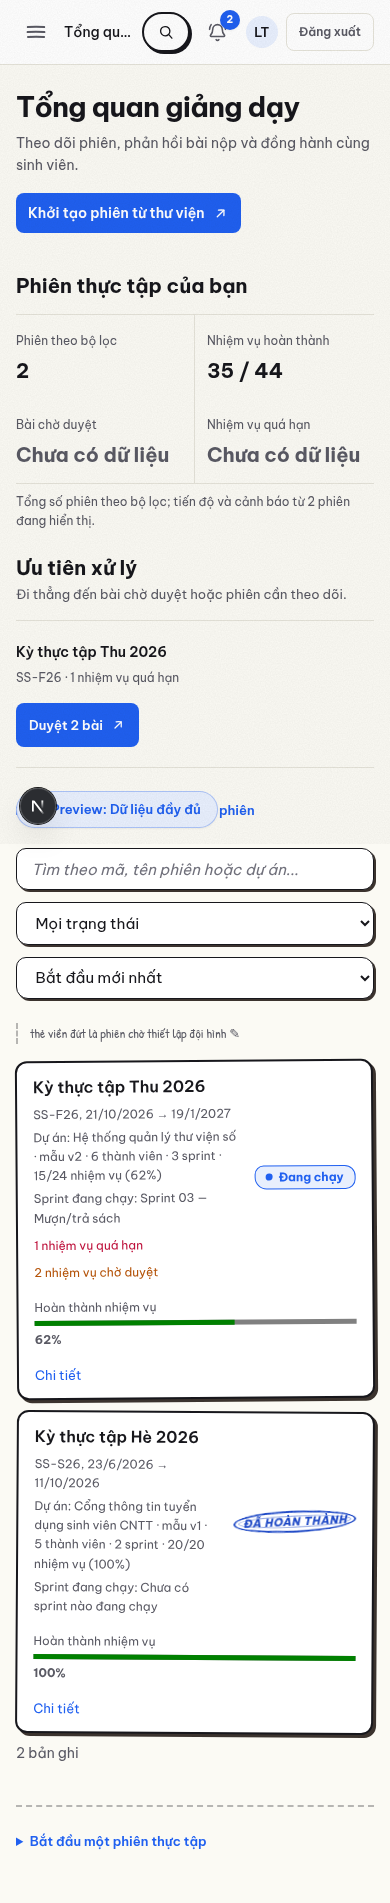 Tổng qu...
2
LT
Đăng xuất
Tổng quan giảng dạy
Theo dõi phiên, phản hồi bài nộp và đồng hành cùng
sinh viên.
Khởi tạo phiên từ thư viện ↗
Phiên thực tập của bạn
Phiên theo bộ lọc
2
Nhiệm vụ hoàn thành
35 / 44
Bài chờ duyệt
Chưa có dữ liệu
Nhiệm vụ quá hạn
Chưa có dữ liệu
Tổng số phiên theo bộ lọc; tiến độ và cảnh báo từ 2 phiên
đang hiển thị.
Ưu tiên xử lý
Đi thẳng đến bài chờ duyệt hoặc phiên cần theo dõi.
Kỳ thực tập Thu 2026
SS-F26 · 1 nhiệm vụ quá hạn
Duyệt 2 bài ↗
N
Preview: Dữ liệu đầy đủ
phiên
Tìm theo mã, tên phiên hoặc dự án...
Mọi trạng thái
Bắt đầu mới nhất
thẻ viền đứt là phiên chờ thiết lập đội hình ✎
Kỳ thực tập Thu 2026
SS-F26, 21/10/2026 → 19/1/2027
Dự án: Hệ thống quản lý thư viện số
· mẫu v2 · 6 thành viên · 3 sprint ·
15/24 nhiệm vụ (62%)
Đang chạy
Sprint đang chạy: Sprint 03 —
Mượn/trả sách
1 nhiệm vụ quá hạn
2 nhiệm vụ chờ duyệt
Hoàn thành nhiệm vụ
62%
Chi tiết
Kỳ thực tập Hè 2026
SS-S26, 23/6/2026 →
11/10/2026
Dự án: Cổng thông tin tuyển
dụng sinh viên CNTT · mẫu v1 ·
5 thành viên · 2 sprint · 20/20
nhiệm vụ (100%)
ĐÃ HOÀN THÀNH
Sprint đang chạy: Chưa có
sprint nào đang chạy
Hoàn thành nhiệm vụ
100%
Chi tiết
2 bản ghi
Bắt đầu một phiên thực tập